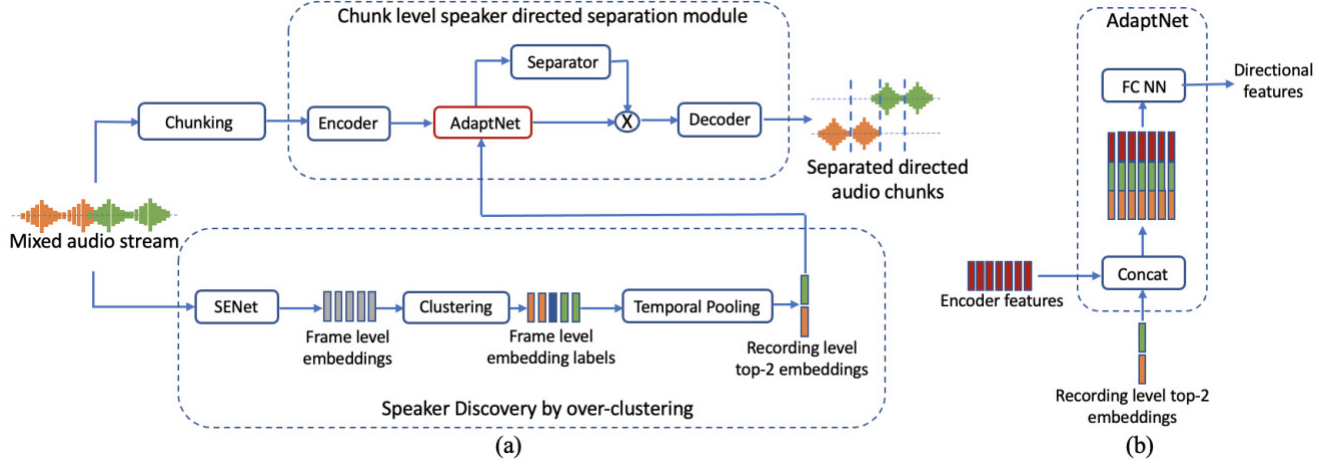 Chunk level speaker directed separation module
Separator
Chunking
Encoder
AdaptNet
X
Decoder
Separated directed
audio chunks
Mixed audio stream
SENet
Frame level
embeddings
Clustering
Frame level
embedding labels
Temporal Pooling
Recording level
top-2 embeddings
Speaker Discovery by over-clustering
(a)
AdaptNet
FC NN
Directional
features
Concat
Encoder features
Recording level top-2
embeddings
(b)